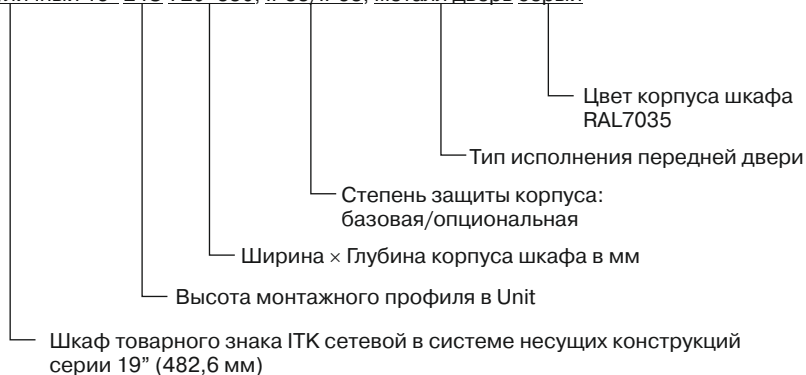 Цвет корпуса шкафа
RAL7035
Тип исполнения передней двери
Степень защиты корпуса:
базовая/опциональная
Ширина × Глубина корпуса шкафа в мм
Высота монтажного профиля в Unit
Шкаф товарного знака ITK сетевой в системе несущих конструкций
серии 19” (482,6 мм)